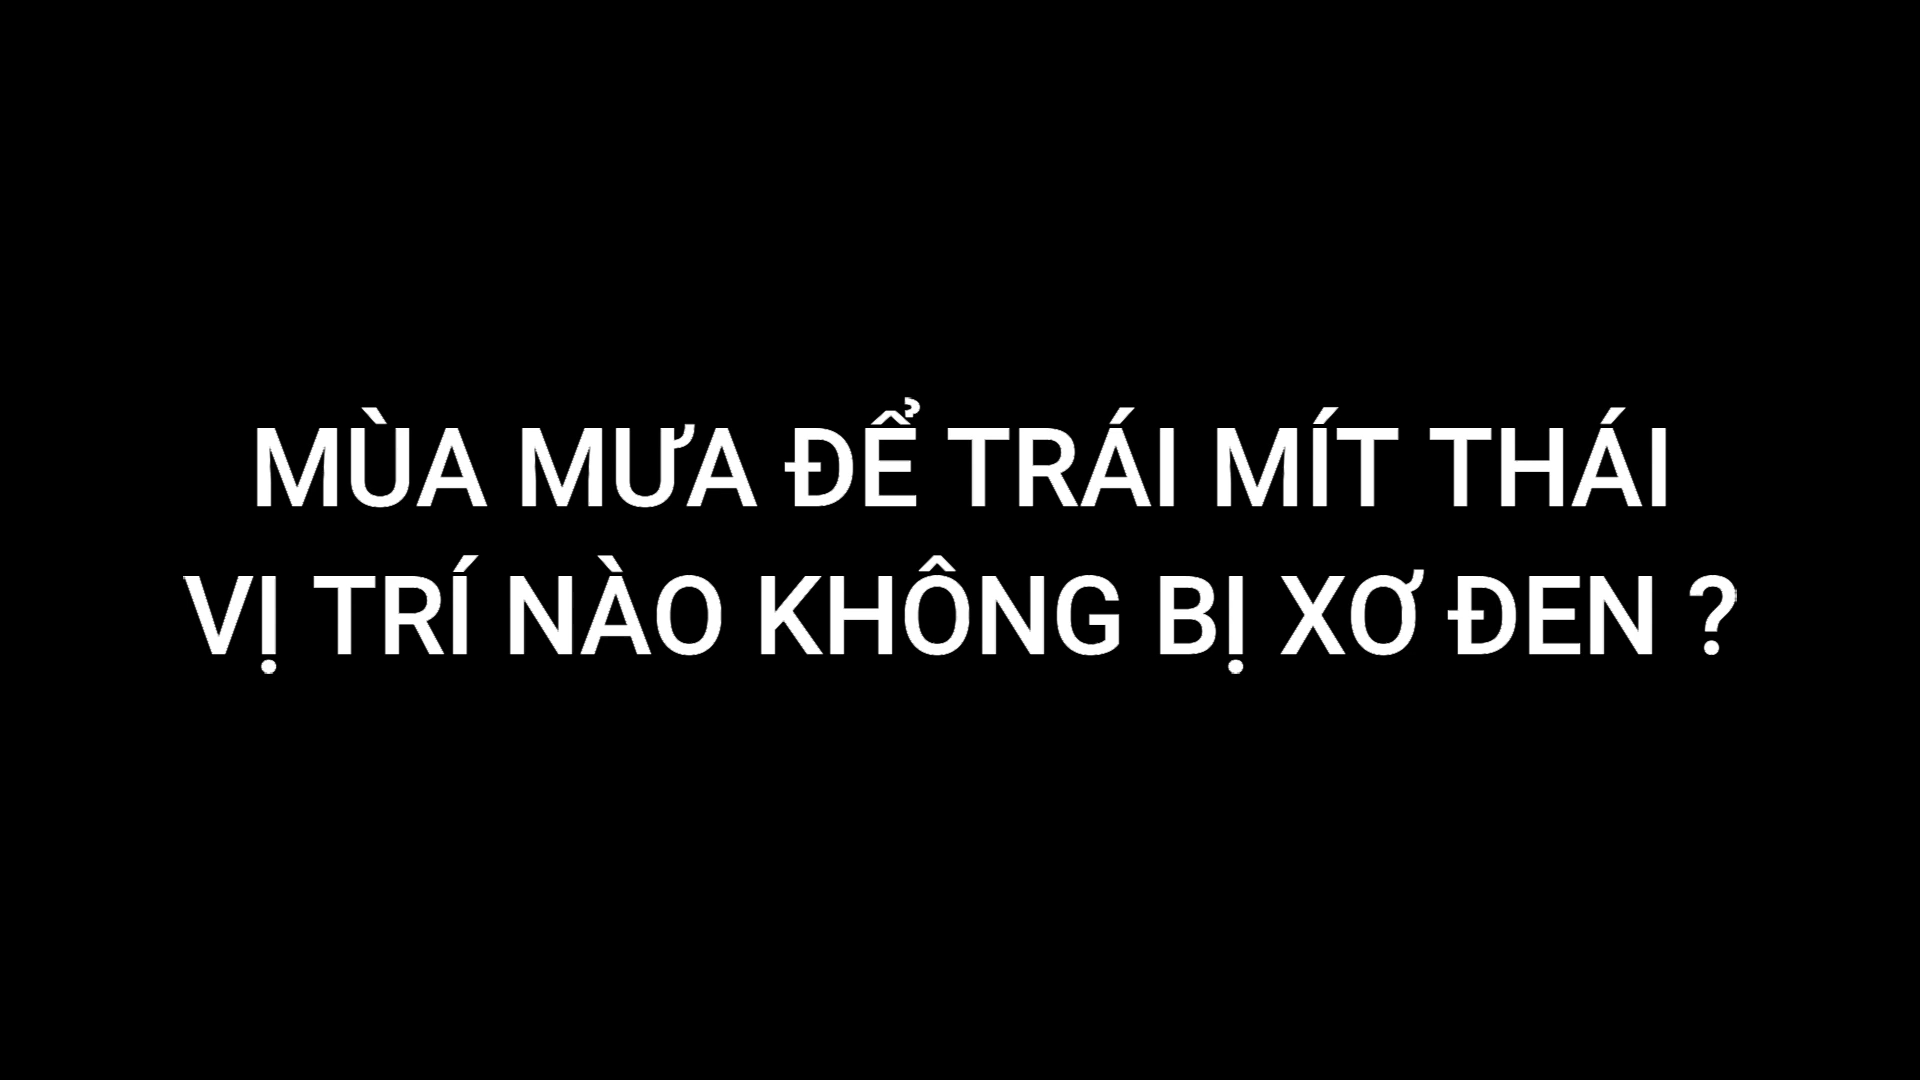 MÙA MƯA ĐỂ TRÁI MÍT THÁI
VỊ TRÍ NÀO KHÔNG BỊ XƠ ĐEN ?